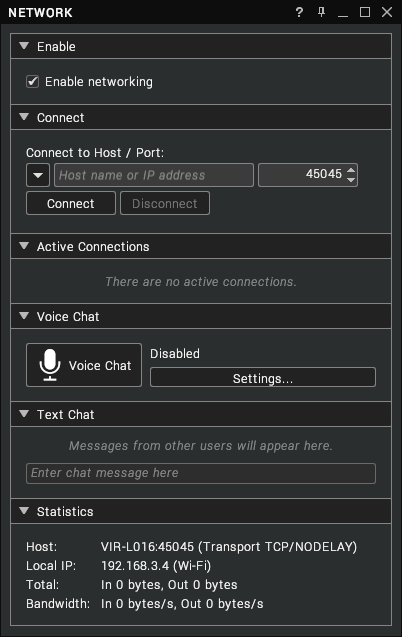 NETWORK ?
Enable
Enable networking
Connect
Connect to Host / Port:
Host name or IP address 45045
Connect Disconnect
Active Connections
There are no active connections.
Voice Chat
Voice Chat Disabled
Settings...
Text Chat
Messages from other users will appear here.
Enter chat message here
Statistics
Host: VIR-L016:45045 (Transport TCP/NODELAY)
Local IP: 192.168.3.4 (Wi-Fi)
Total: In 0 bytes, Out 0 bytes
Bandwidth: In 0 bytes/s, Out 0 bytes/s